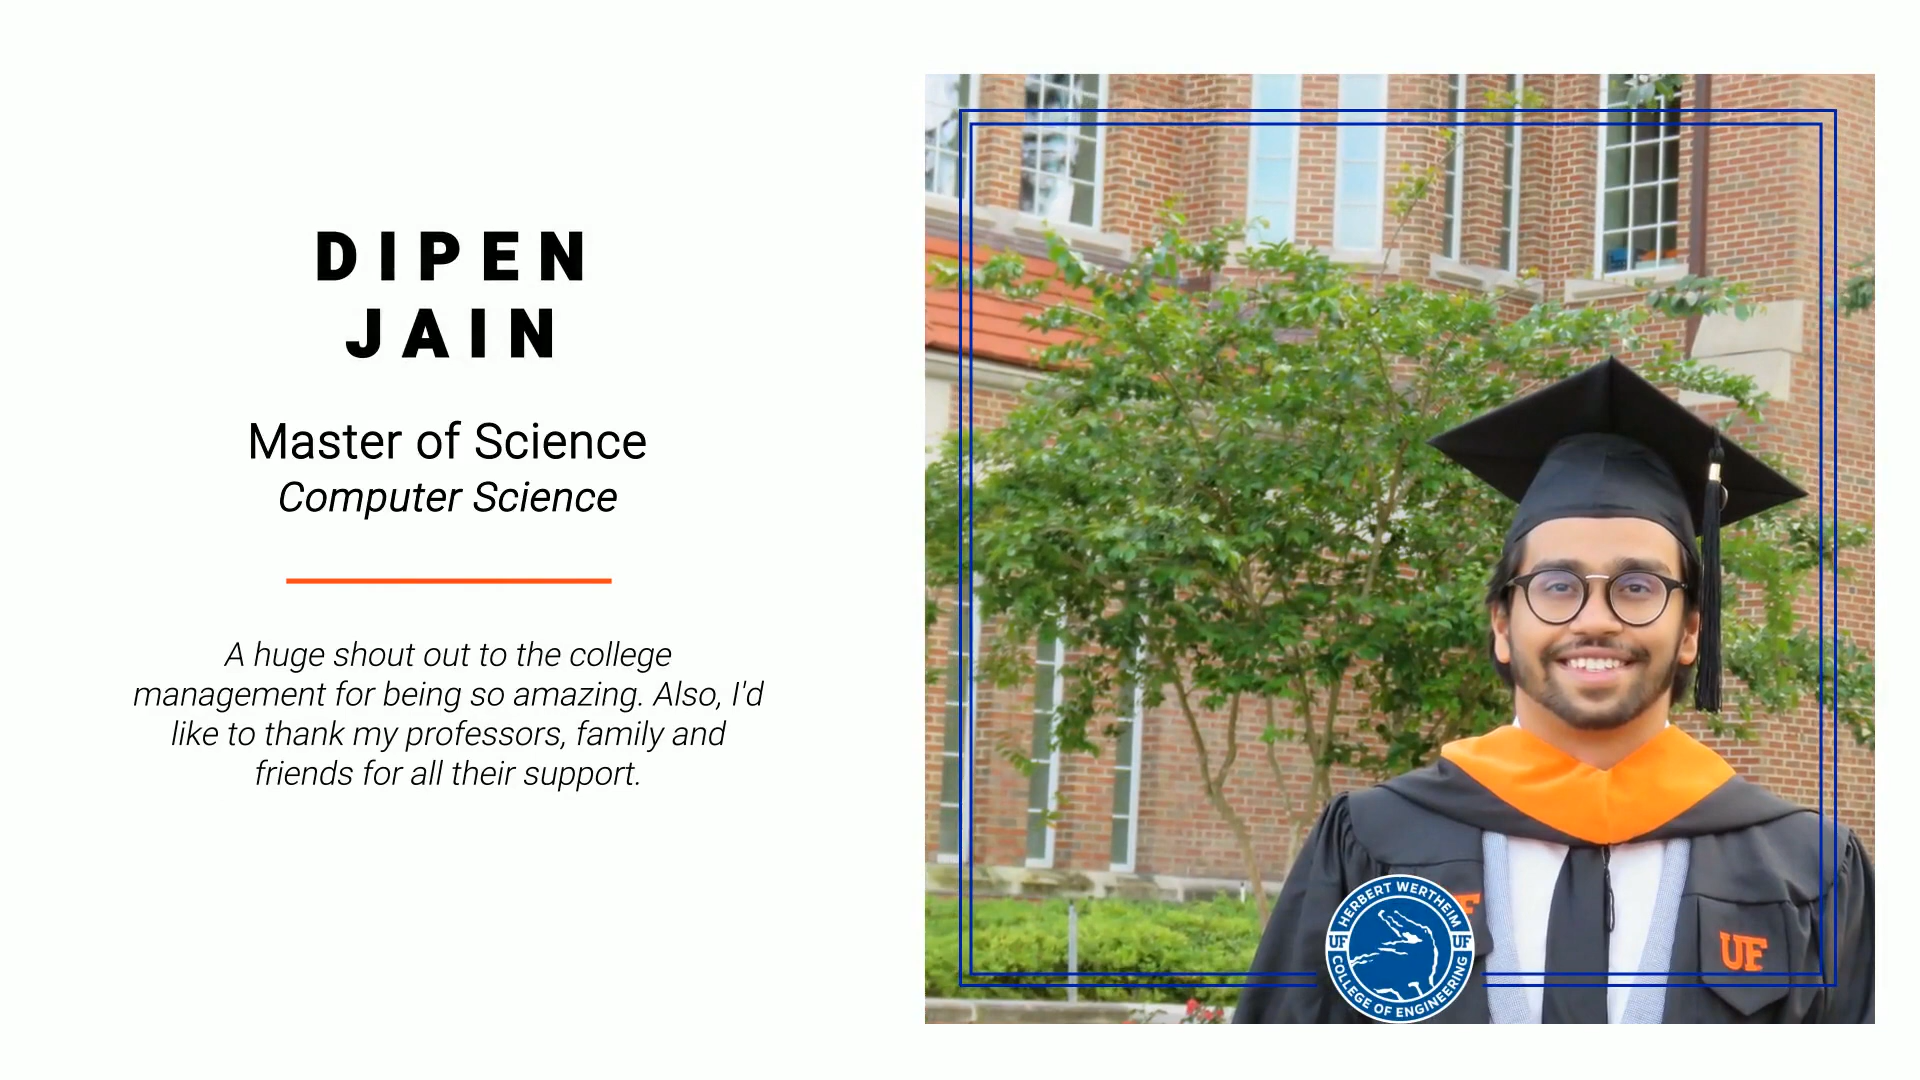 DIPEN
JAIN
Master of Science
Computer Science
A huge shout out to the college
management for being so amazing. Also, I'd
like to thank my professors, family and
friends for all their support.
HERBERT WERTHEIM
UF UF
COLLEGE OF ENGINEERING
F
UF